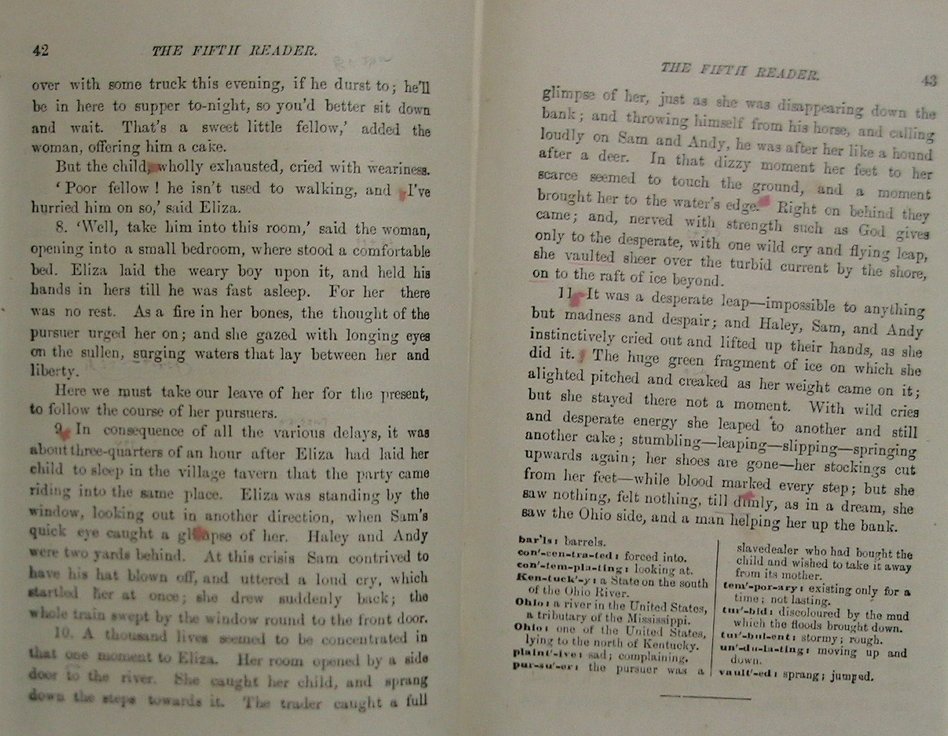 42 THE FIFTH READER.
over with some truck this evening, if he durst to; he'll
be in here to supper to-night, so you'd better sit down
and wait. That's a sweet little fellow,' added the
woman, offering him a cake.
But the child, wholly exhausted, cried with weariness.
'Poor fellow! he isn't used to walking, and I've
hurried him on so,' said Eliza.
8. 'Well, take him into this room,' said the woman,
opening into a small bedroom, where stood a comfortable
bed. Eliza laid the weary boy upon it, and held his
hands in hers till he was fast asleep. For her there
was no rest. As a fire in her bones, the thought of the
pursuer urged her on; and she gazed with longing eyes
on the sullen, surging waters that lay between her and
liberty.
Here we must take our leave of her for the present,
to follow the course of her pursuers.
9. In consequence of all the various delays, it was
about three-quarters of an hour after Eliza had laid her
child to sleep in the village tavern that the party came
riding into the same place. Eliza was standing by the
window, looking out in another direction, when Sam's
quick eye caught a glimpse of her. Haley and Andy
were two yards behind. At this crisis Sam contrived to
have his hat blown off, and uttered a loud cry, which
startled her at once; she drew suddenly back; the
whole train swept by the window round to the front door.
10. A thousand lives seemed to be concentrated in
that one moment to Eliza. Her room opened by a side
door to the river. She caught her child, and sprang
down the steps towards it. The trader caught a full
THE FIFTH READER. 43
glimpse of her, just as she was disappearing down the
bank; and throwing himself from his horse, and calling
loudly on Sam and Andy, he was after her like a hound
after a deer. In that dizzy moment her feet to her
scarce seemed to touch the ground, and a moment
brought her to the water's edge. Right on behind they
came; and, nerved with strength such as God gives
only to the desperate, with one wild cry and flying leap,
she vaulted sheer over the turbid current by the shore,
on to the raft of ice beyond.
11. It was a desperate leap—impossible to anything
but madness and despair; and Haley, Sam, and Andy
instinctively cried out and lifted up their hands, as she
did it. The huge green fragment of ice on which she
alighted pitched and creaked as her weight came on it;
but she stayed there not a moment. With wild cries
and desperate energy she leaped to another and still
another cake; stumbling—leaping—slipping—springing
upwards again; her shoes are gone—her stockings cut
from her feet—while blood marked every step; but she
saw nothing, felt nothing, till dimly, as in a dream, she
saw the Ohio side, and a man helping her up the bank.
bar'ls: barrels.
con'-cen-tra-ted: forced into.
con'-tem-pla-ting: looking at.
Ken-tuck'-y: a State on the south
of the Ohio River.
Ohio: a river in the United States,
a tributary of the Mississippi.
Ohio: one of the United States,
lying to the north of Kentucky.
plaint'-ive: sad; complaining.
pur-su'-er: the pursuer was a
slavedealer who had bought the
child and wished to take it away
from its mother.
tem'-por-ary: existing only for a
time; not lasting.
tur'-bid: discoloured by the mud
which the floods brought down.
tur'-bul-ent: stormy; rough.
un'-du-la-ting: moving up and
down.
vault'-ed: sprang; jumped.